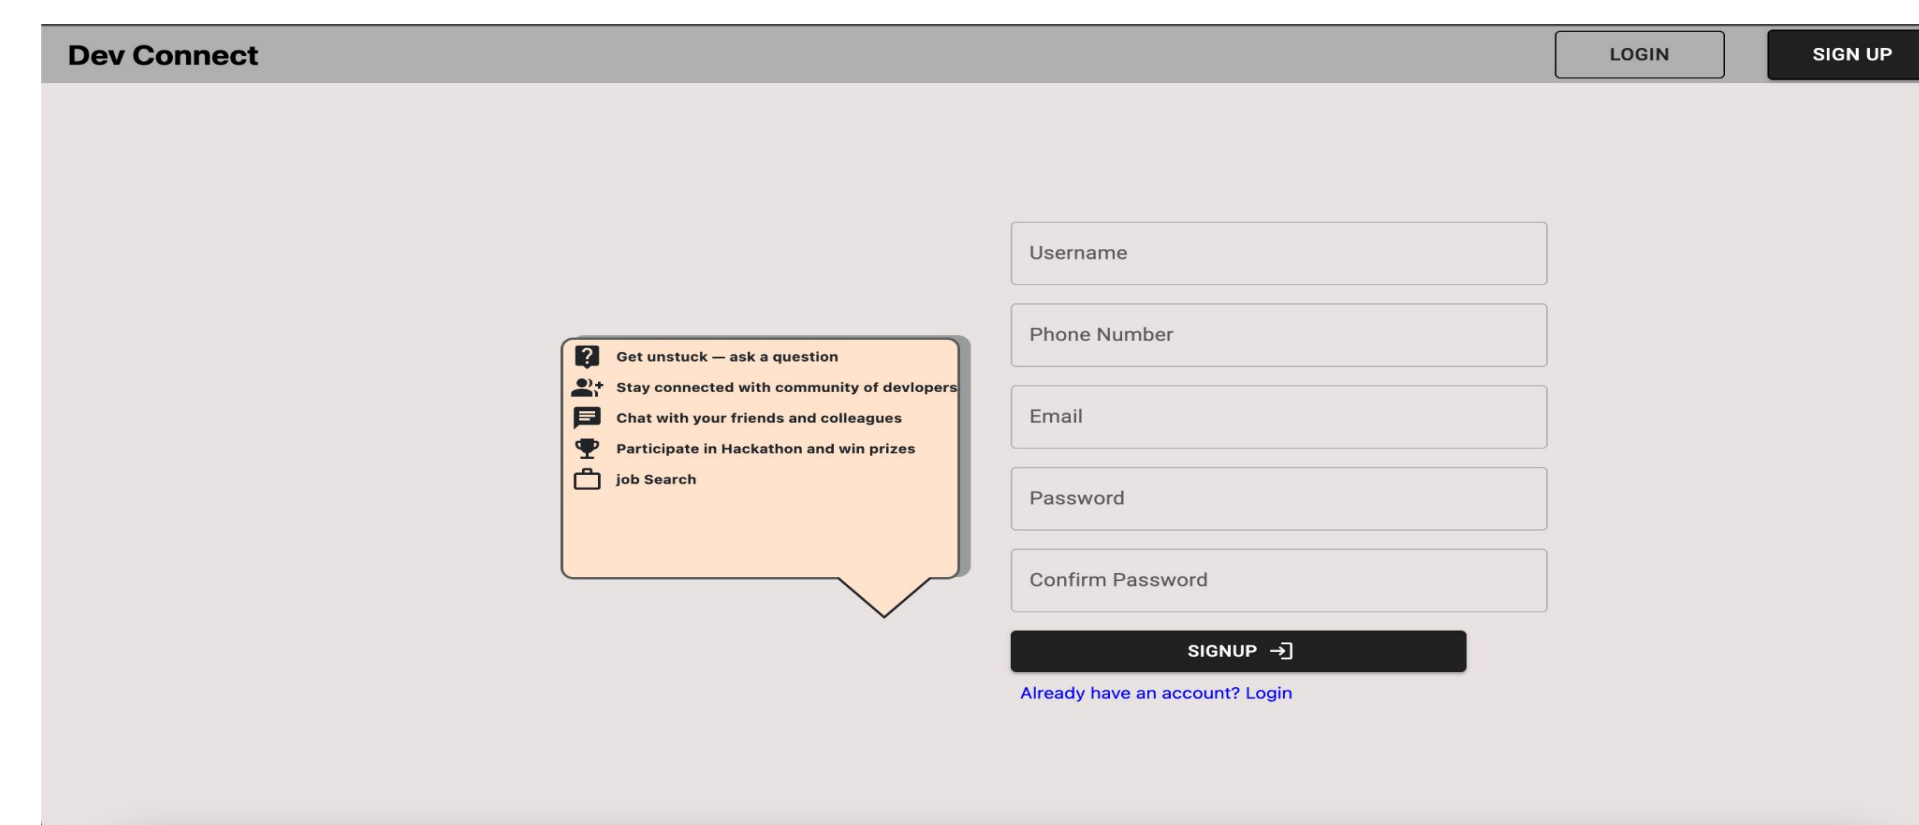 Dev Connect
LOGIN
SIGN UP
Get unstuck — ask a question
Stay connected with community of devlopers
Chat with your friends and colleagues
Participate in Hackathon and win prizes
job Search
Username
Phone Number
Email
Password
Confirm Password
SIGNUP
Already have an account? Login